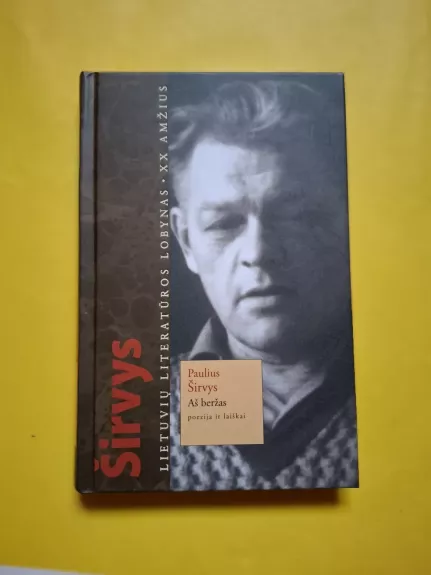 Širvys
LIETUVIŲ LITERATŪROS LOBYNAS · XX AMŽIUS
Paulius
Širvys
Aš beržas
poezija ir laiškai